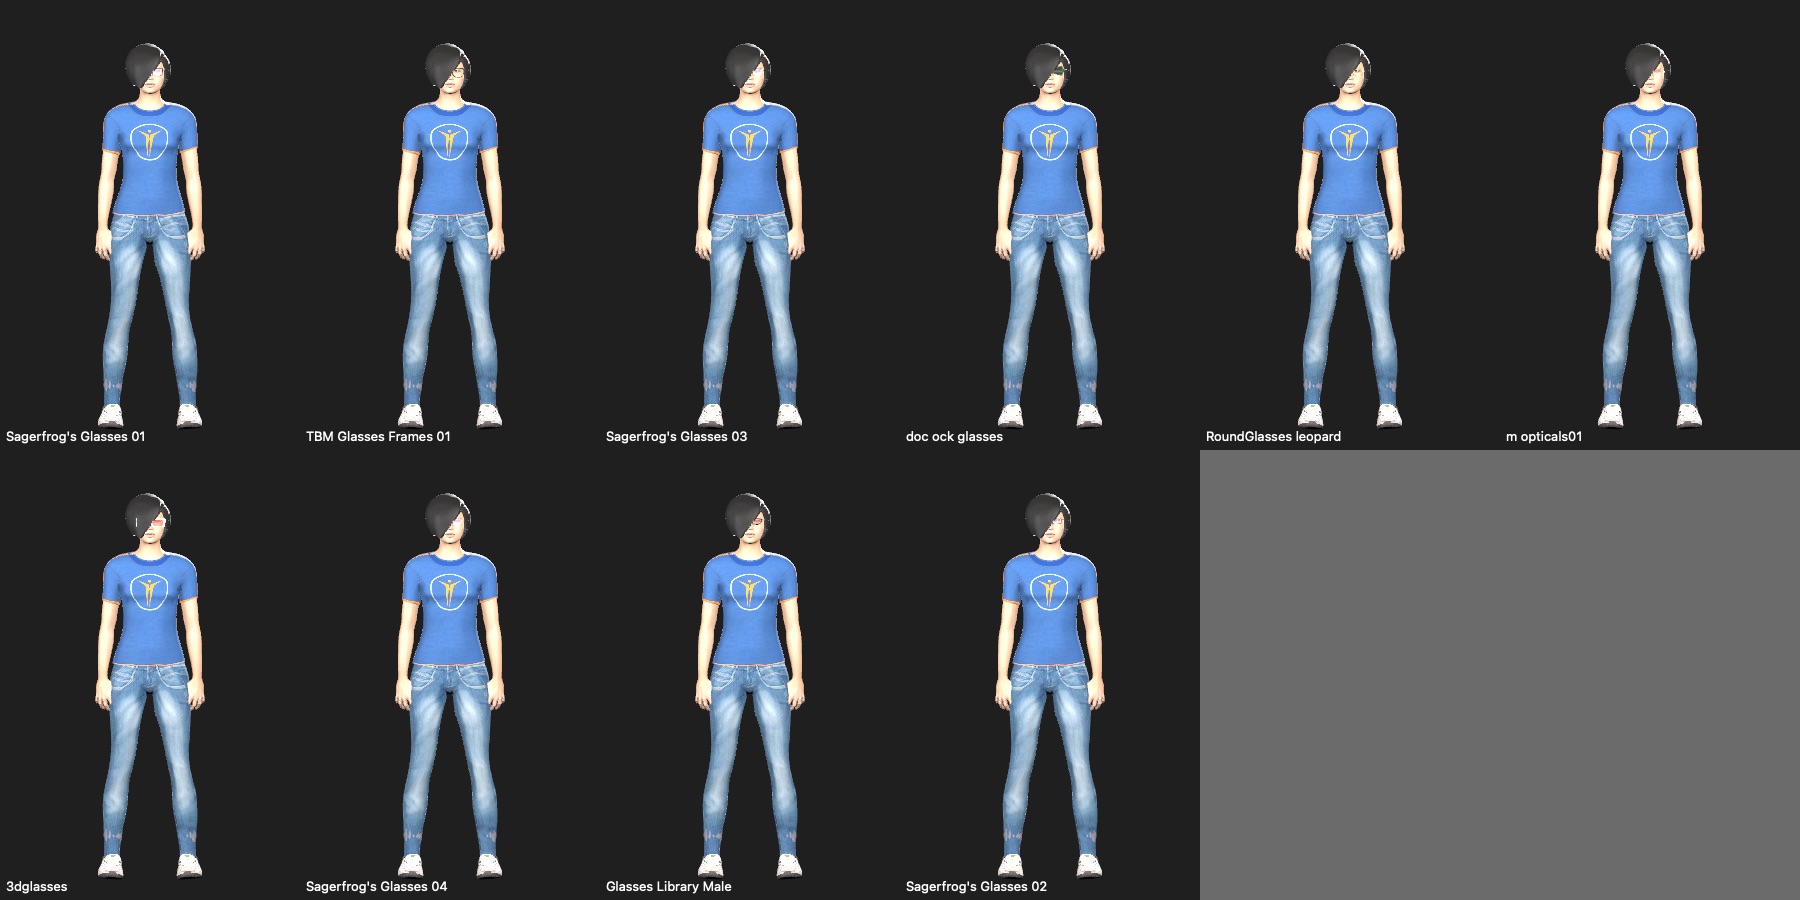 Sagerfrog's Glasses 01
TBM Glasses Frames 01
Sagerfrog's Glasses 03
doc ock glasses
RoundGlasses leopard
m opticals01
3dglasses
Sagerfrog's Glasses 04
Glasses Library Male
Sagerfrog's Glasses 02